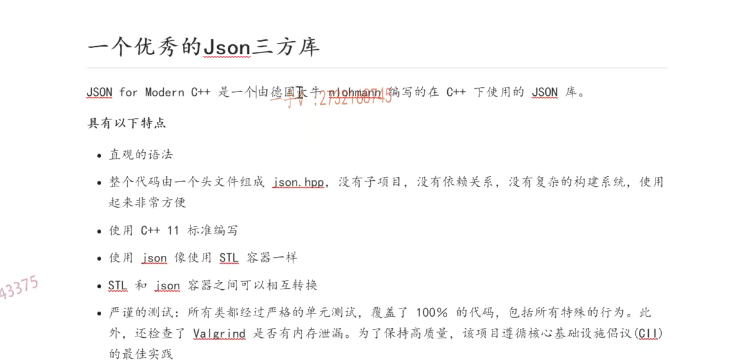 一个优秀的Json三方库
JSON for Modern C++ 是一个由德国大牛 nlohmann 编写的在 C++ 下使用的 JSON 库。
具有以下特点
直观的语法
整个代码由一个头文件组成 json.hpp，没有子项目，没有依赖关系，没有复杂的构建系统，使用
起来非常方便
使用 C++ 11 标准编写
使用 json 像使用 STL 容器一样
STL 和 json 容器之间可以相互转换
严谨的测试：所有类都经过严格的单元测试，覆盖了 100% 的代码，包括所有特殊的行为。此
外，还检查了 Valgrind 是否有内存泄漏。为了保持高质量，该项目遵循核心基础设施倡议(CII)
的最佳实践
43375